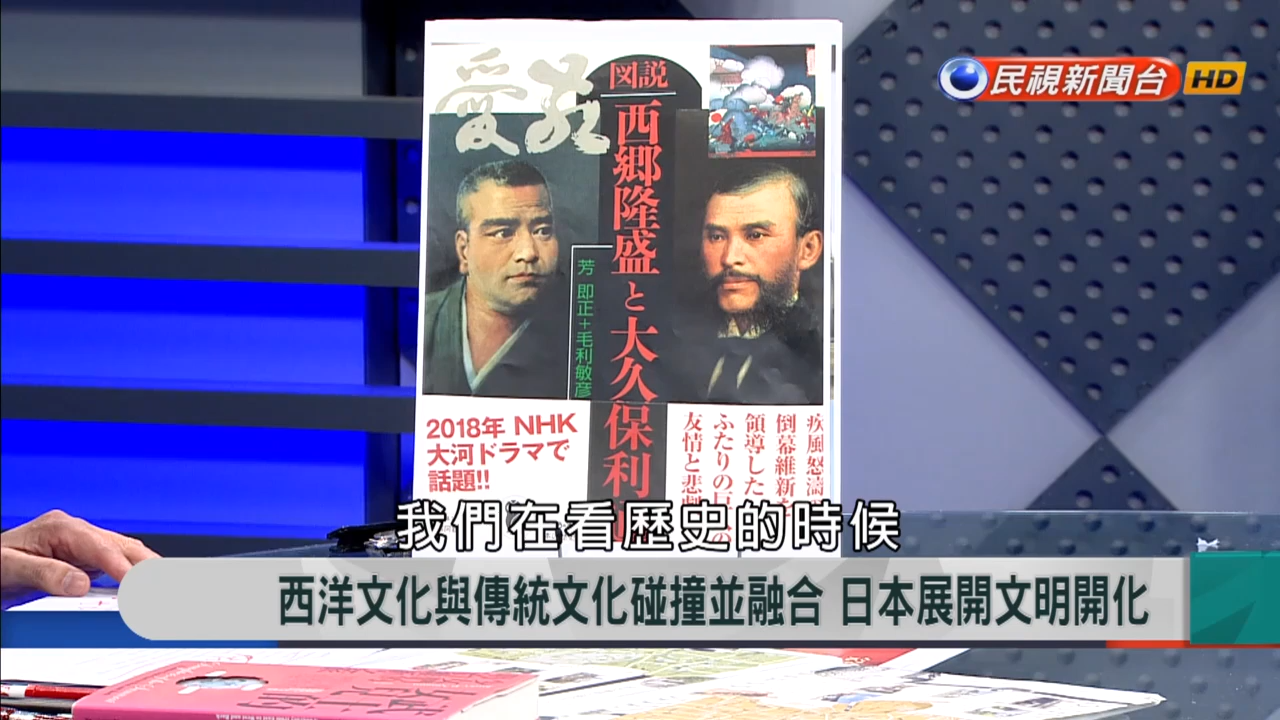 民視新聞台 HD
図説
西郷隆盛と大久保利
芳 即正+毛利敏彦
疾風怒濤
倒幕維新を
領導した
ふたりの巨
友情と悲劇
2018年 NHK
大河ドラマで
話題!!
我們在看歷史的時候
西洋文化與傳統文化碰撞並融合 日本展開文明開化